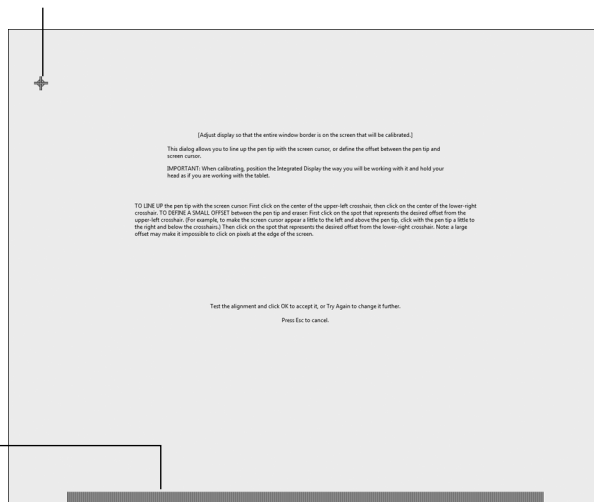 [Adjust display so that the entire window border is on the screen that will be calibrated.]
This dialog allows you to line up the pen tip with the screen cursor, or define the offset between the pen tip and
screen cursor.
IMPORTANT: When calibrating, position the Integrated Display the way you will be working with it and hold your
head as if you are working with the tablet.
TO LINE UP the pen tip with the screen cursor: First click on the center of the upper-left crosshair, then click on the center of the lower-right
crosshair. TO DEFINE A SMALL OFFSET between the pen tip and eraser: First click on the spot that represents the desired offset from the
upper-left crosshair. (For example, to make the screen cursor appear a little to the left and above the pen tip, click with the pen tip a little to
the right and below the crosshairs.) Then click on the spot that represents the desired offset from the lower-right crosshair. Note: a large
offset may make it impossible to click on pixels at the edge of the screen.
Test the alignment and click OK to accept it, or Try Again to change it further.
Press Esc to cancel.